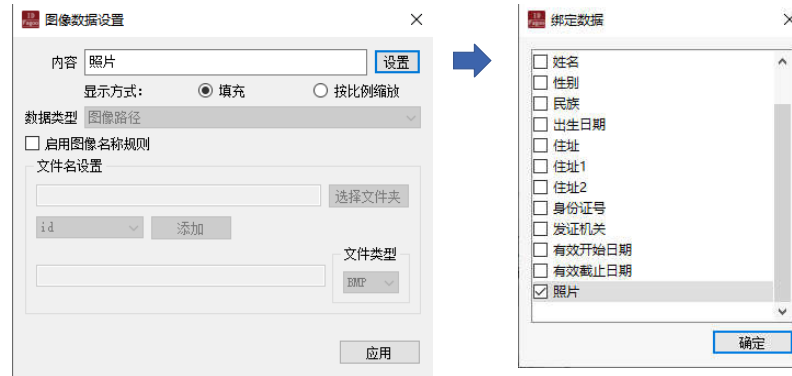 图像数据设置
内容 照片 设置
显示方式： 填充 按比例缩放
数据类型 图像路径
启用图像名称规则
文件名设置
选择文件夹
id 添加
文件类型
BMP
应用
绑定数据
姓名
性别
民族
出生日期
住址
住址1
住址2
身份证号
发证机关
有效开始日期
有效截止日期
照片
确定